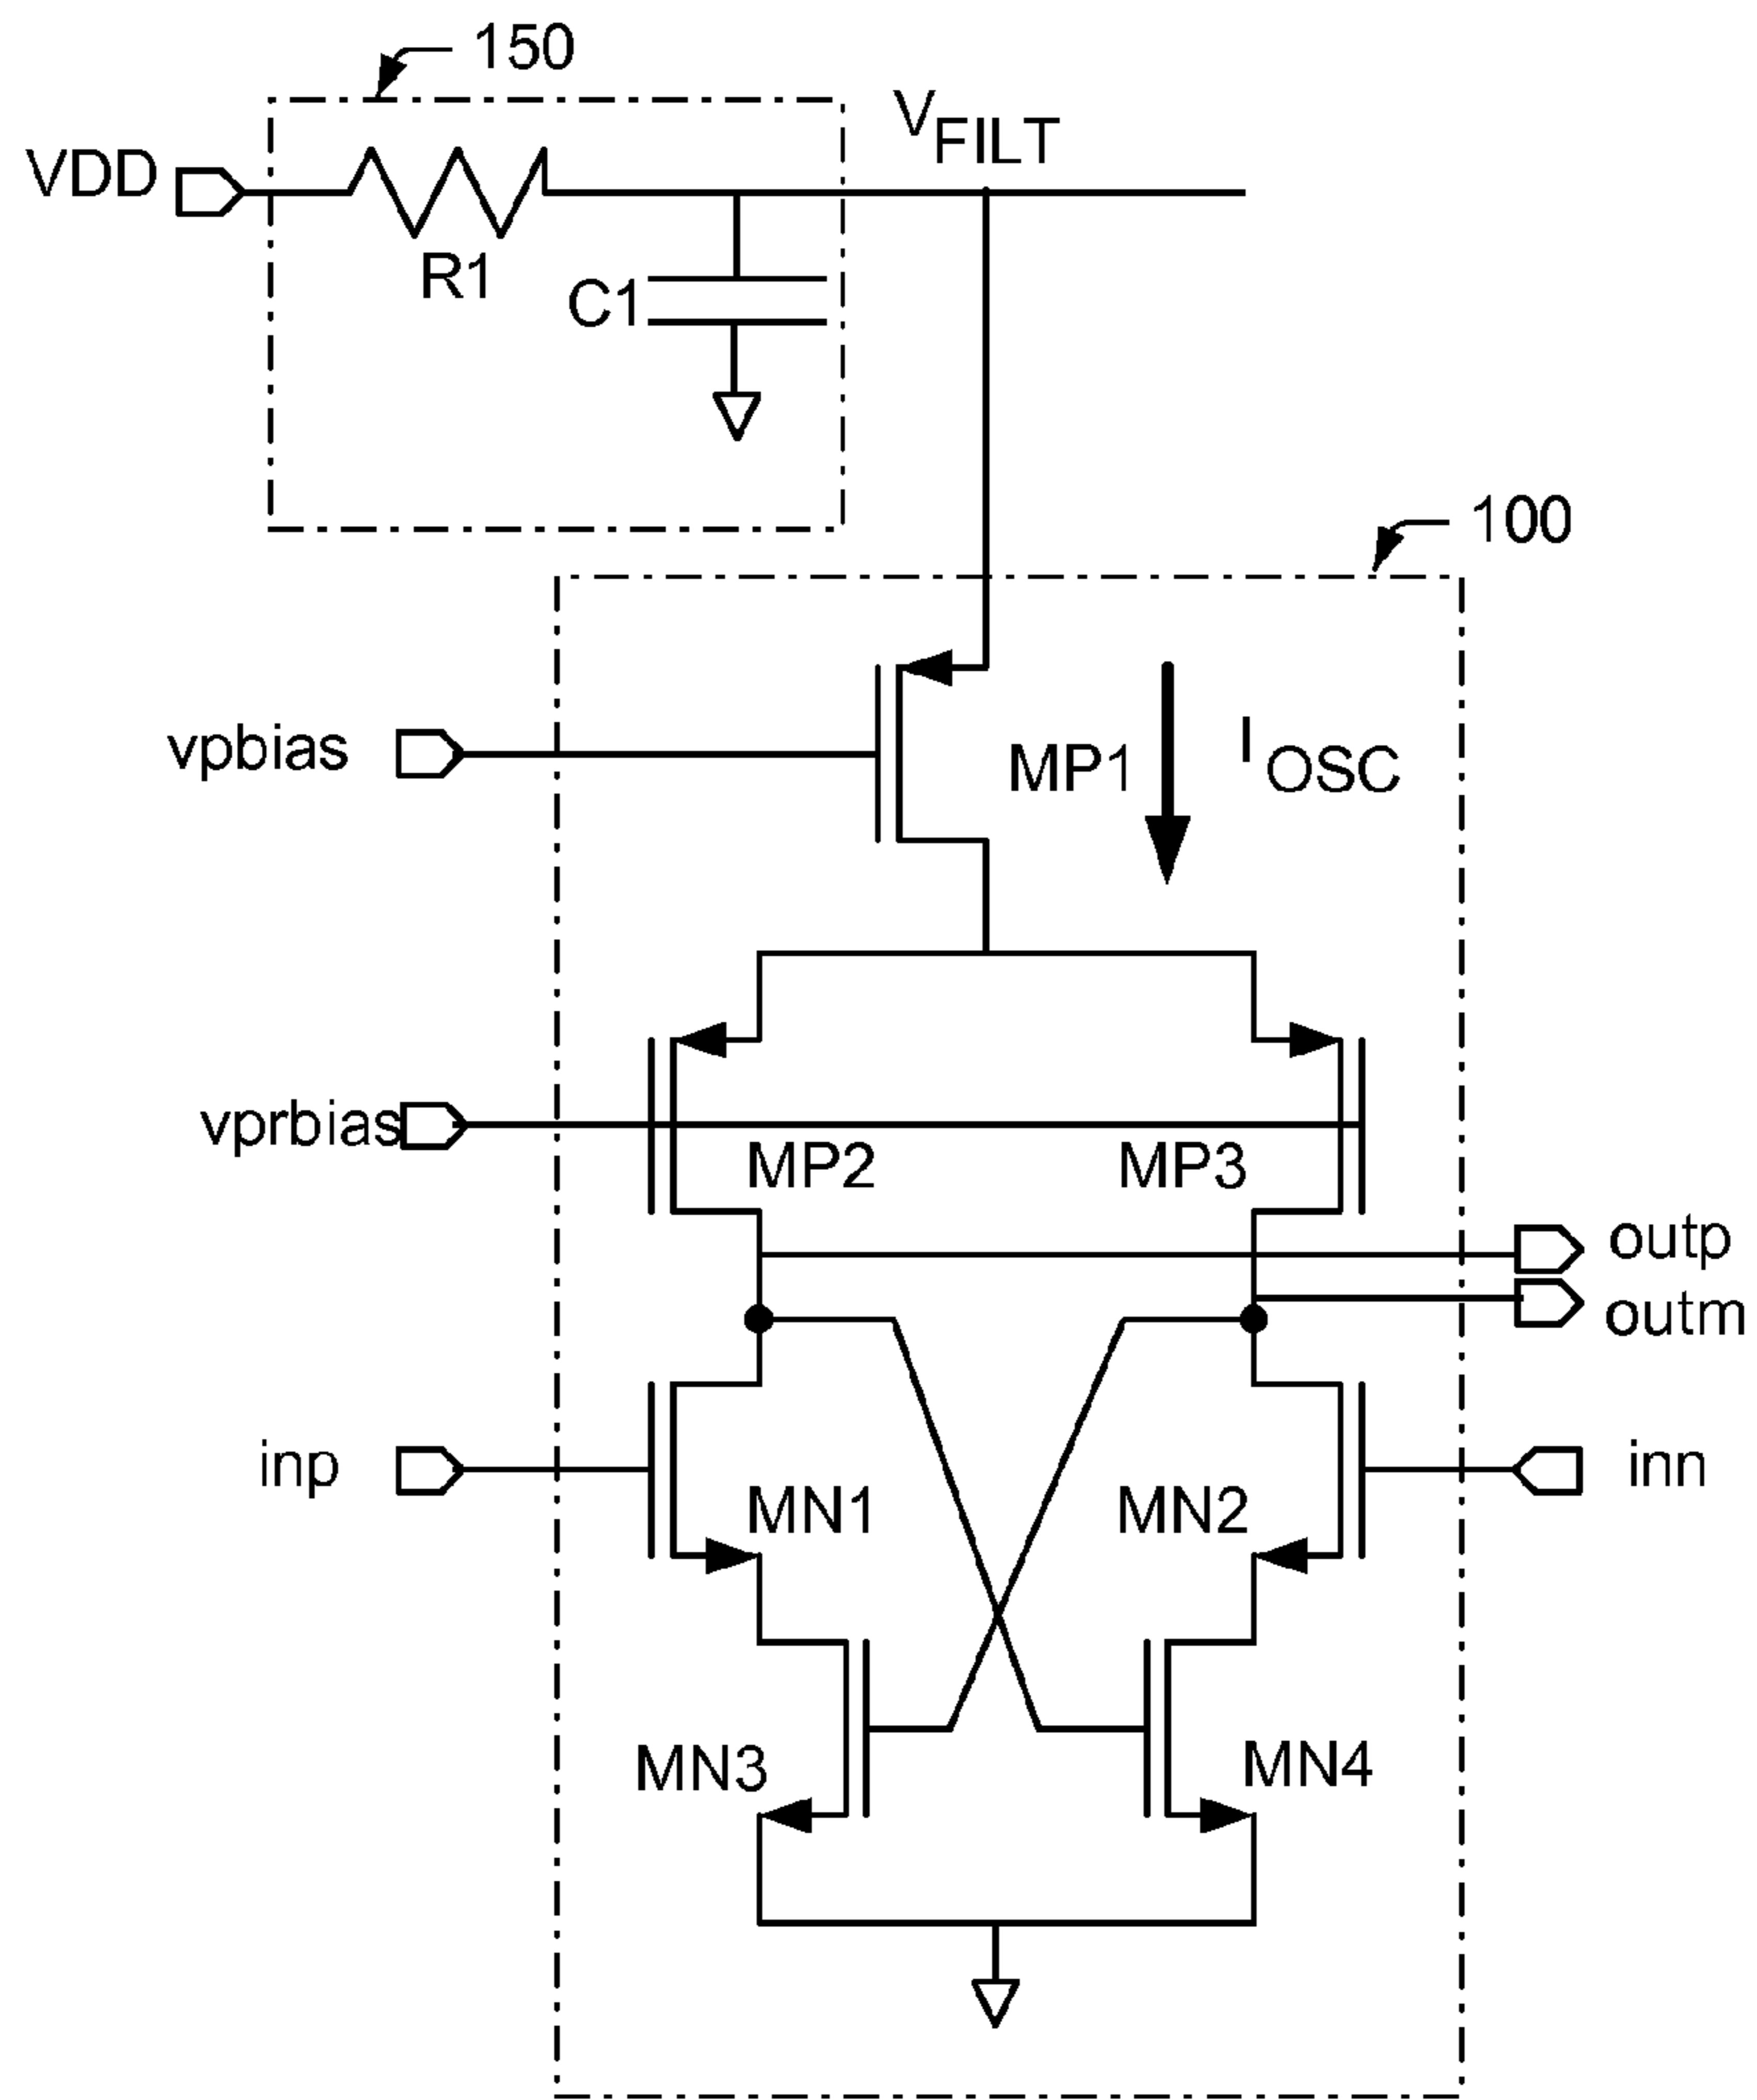 150
VFILT
VDD
R1
C1
100
vpbias
MP1
IOSC
vprbias
MP2
MP3
outp
outm
inp
MN1
MN2
inn
MN3
MN4